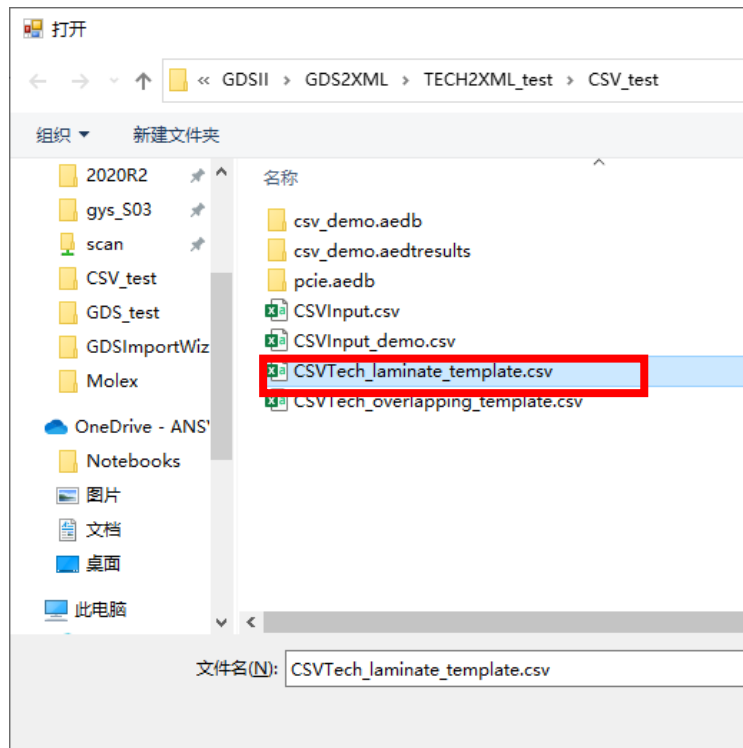 打开
« GDSII > GDS2XML > TECH2XML_test > CSV_test
组织 新建文件夹
2020R2
gys_S03
scan
CSV_test
GDS_test
GDSImportWiz
Molex
OneDrive - ANS'
Notebooks
图片
文档
桌面
此电脑
名称
csv_demo.aedb
csv_demo.aedtresults
pcie.aedb
CSVInput.csv
CSVInput_demo.csv
CSVTech_laminate_template.csv
CSVTech_overlapping_template.csv
文件名(N): CSVTech_laminate_template.csv